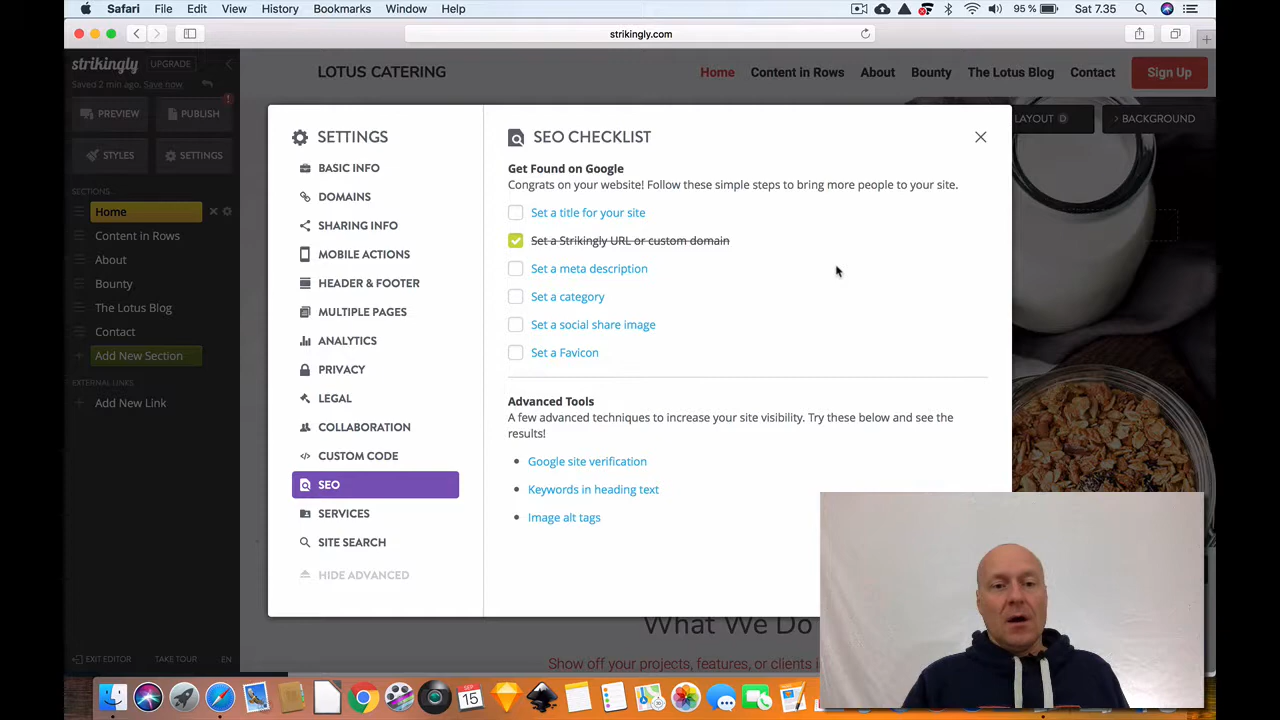 Safari File Edit View History Bookmarks Window Help 95 % Sat 7.35
strikingly.com
strikingly UPGRADE
Saved 2 min ago. Save now
PREVIEW PUBLISH
STYLES SETTINGS
SECTIONS
Home
Content in Rows
About
Bounty
The Lotus Blog
Contact
Add New Section
EXTERNAL LINKS
Add New Link
EXIT EDITOR TAKE TOUR EN
LOTUS CATERING Home Content in Rows About Bounty The Lotus Blog Contact Sign Up
LAYOUT BACKGROUND
SETTINGS
BASIC INFO
DOMAINS
SHARING INFO
MOBILE ACTIONS
HEADER & FOOTER
MULTIPLE PAGES
ANALYTICS
PRIVACY
LEGAL
COLLABORATION
CUSTOM CODE
SEO
SERVICES
SITE SEARCH
HIDE ADVANCED
SEO CHECKLIST
Get Found on Google
Congrats on your website! Follow these simple steps to bring more people to your site.
Set a title for your site
Set a Strikingly URL or custom domain
Set a meta description
Set a category
Set a social share image
Set a Favicon
Advanced Tools
A few advanced techniques to increase your site visibility. Try these below and see the
results!
Google site verification
Keywords in heading text
Image alt tags
What We Do
Show off your projects, features, or clients i
SEP
15